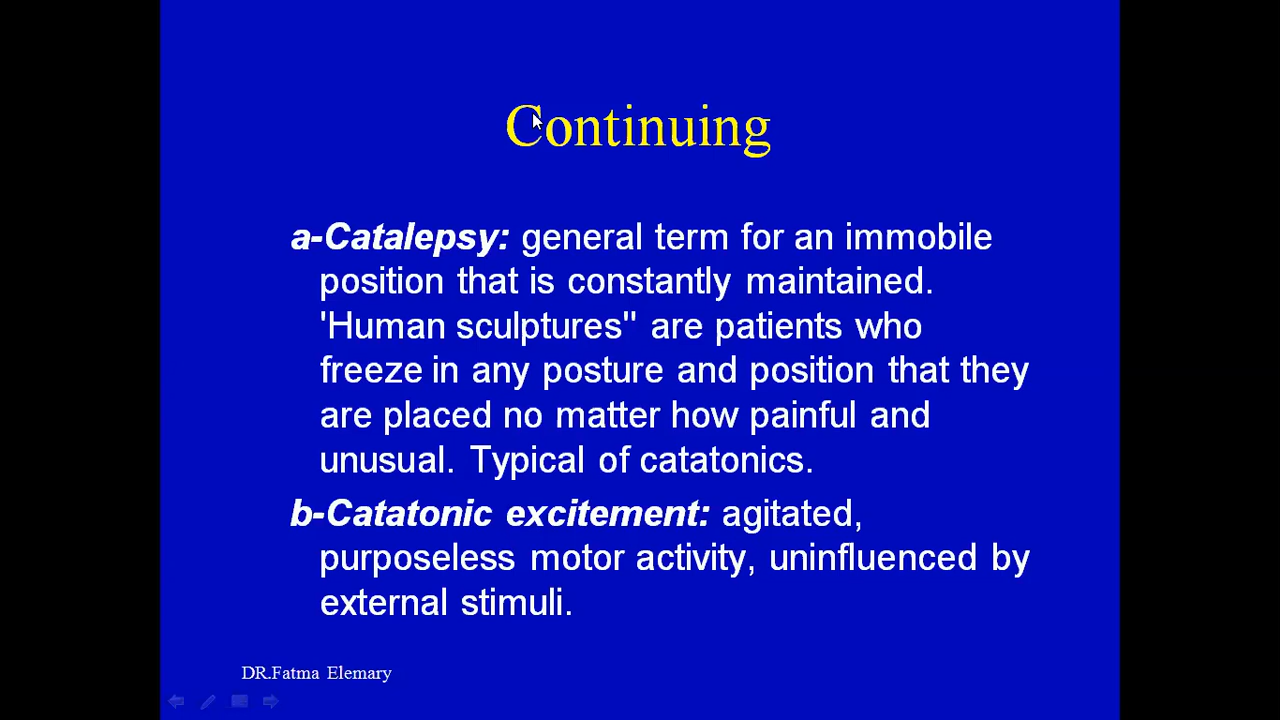 Continuing
a-Catalepsy: general term for an immobile
position that is constantly maintained.
'Human sculptures" are patients who
freeze in any posture and position that they
are placed no matter how painful and
unusual. Typical of catatonics.
b-Catatonic excitement: agitated,
purposeless motor activity, uninfluenced by
external stimuli.
DR.Fatma Elemary